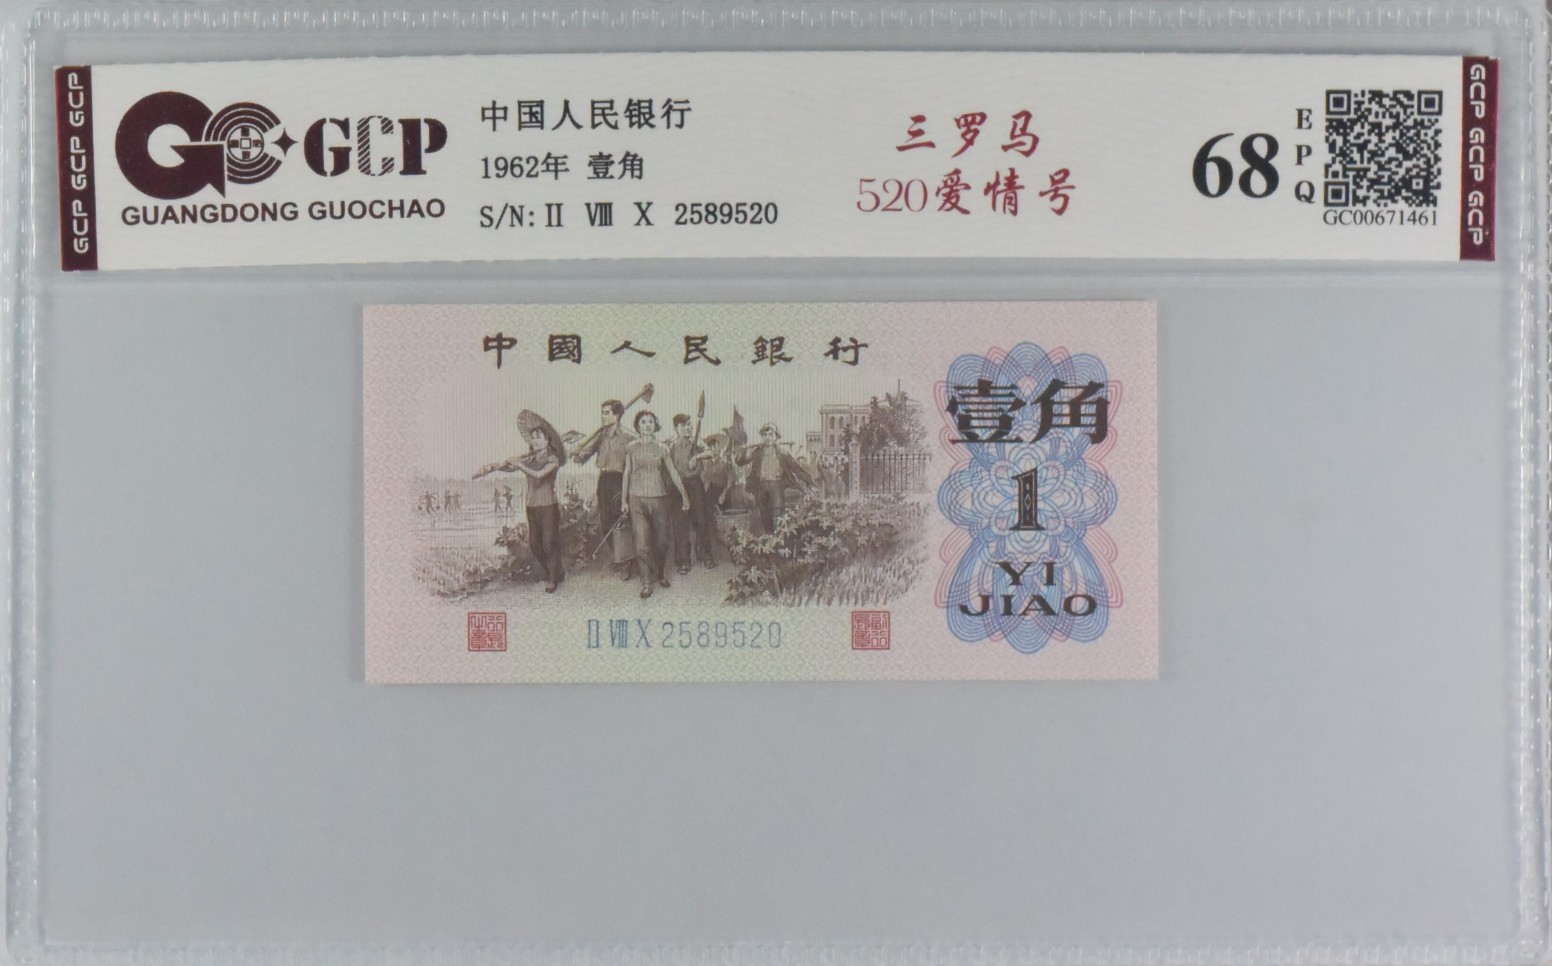 GCP GCP GCP
GCP
GUANGDONG GUOCHAO
中国人民银行
1962年 壹角
S/N: II VIII X 2589520
三罗马
520爱情号
68
EPQ
GC00671461
GCP GCP GCP
中國人民銀行
壹角
1
YI
JIAO
II VIII X 2589520